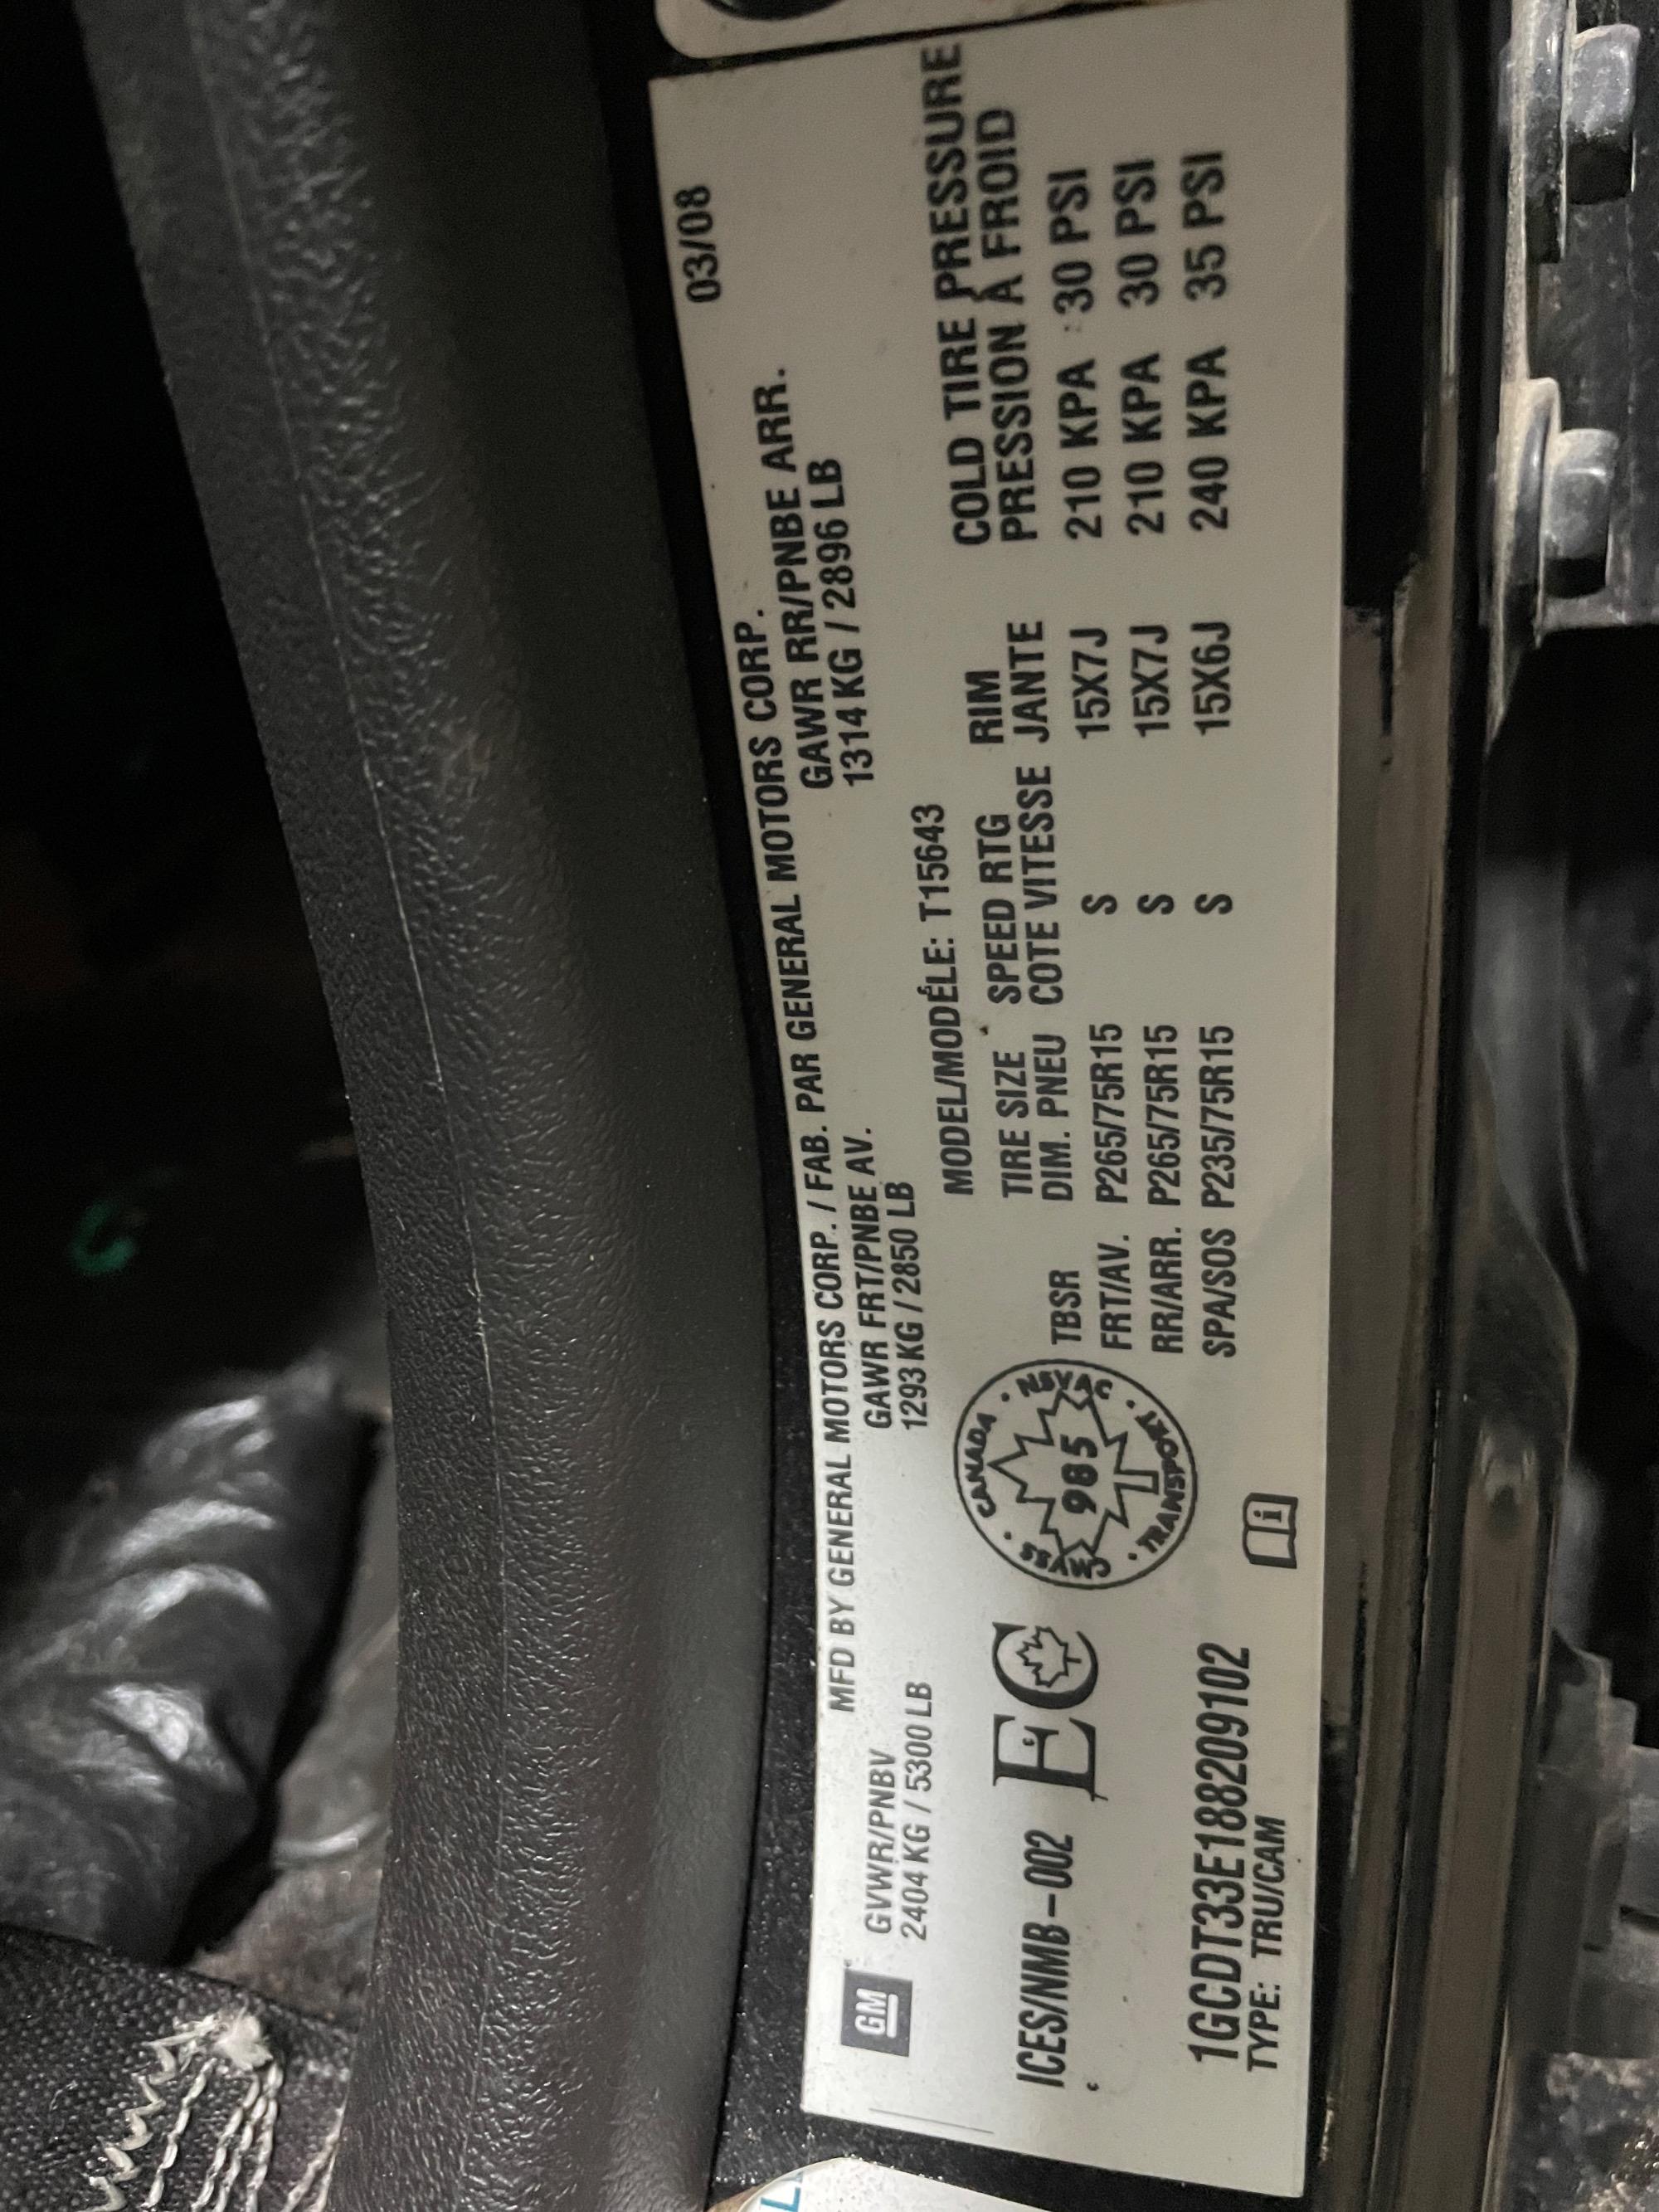 03/08
MFD BY GENERAL MOTORS CORP. / FAB. PAR GENERAL MOTORS CORP.
GM GVWR/PNBV GAWR FRT/PNBE AV. GAWR RR/PNBE ARR.
2404 KG / 5300 LB 1293 KG / 2850 LB 1314 KG / 2896 LB
MODEL/MODÉLE: T15643
TIRE SIZE SPEED RTG RIM COLD TIRE PRESSURE
TBSR DIM. PNEU COTE VITESSE JANTE PRESSION À FROID
FRT/AV. P265/75R15 S 15X7J 210 KPA 30 PSI
RR/ARR. P265/75R15 S 15X7J 210 KPA 30 PSI
SPA/SOS P235/75R15 S 15X6J 240 KPA 35 PSI
ICES/NMB-002 EC
CMVSS · CANADA · NSVAC · TRANSPORT ·
985
1GCDT33E188209102
TYPE: TRU/CAM
i